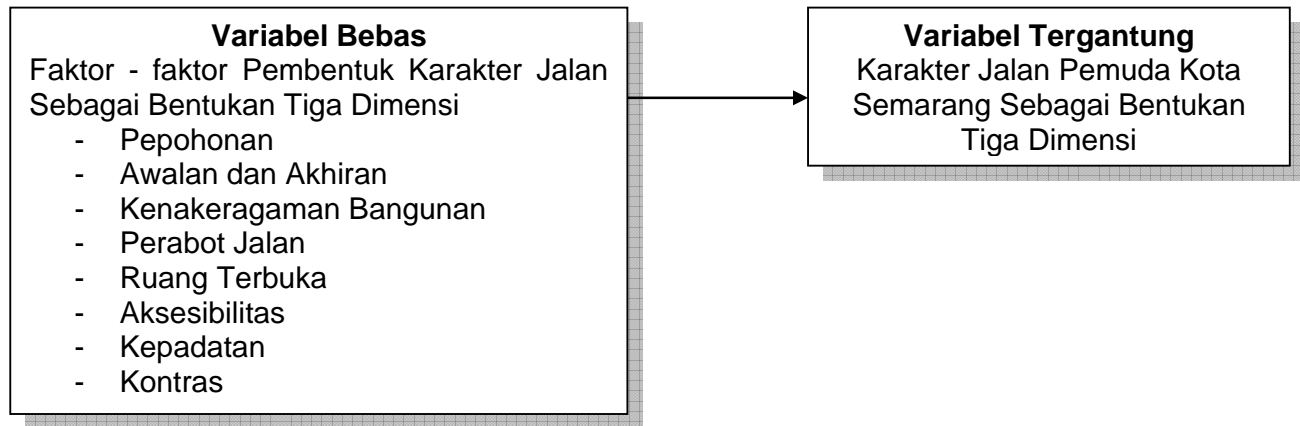 Variabel Bebas
Faktor - faktor Pembentuk Karakter Jalan
Sebagai Bentukan Tiga Dimensi
- Pepohonan
- Awalan dan Akhiran
- Kenakeragaman Bangunan
- Perabot Jalan
- Ruang Terbuka
- Aksesibilitas
- Kepadatan
- Kontras
Variabel Tergantung
Karakter Jalan Pemuda Kota
Semarang Sebagai Bentukan
Tiga Dimensi